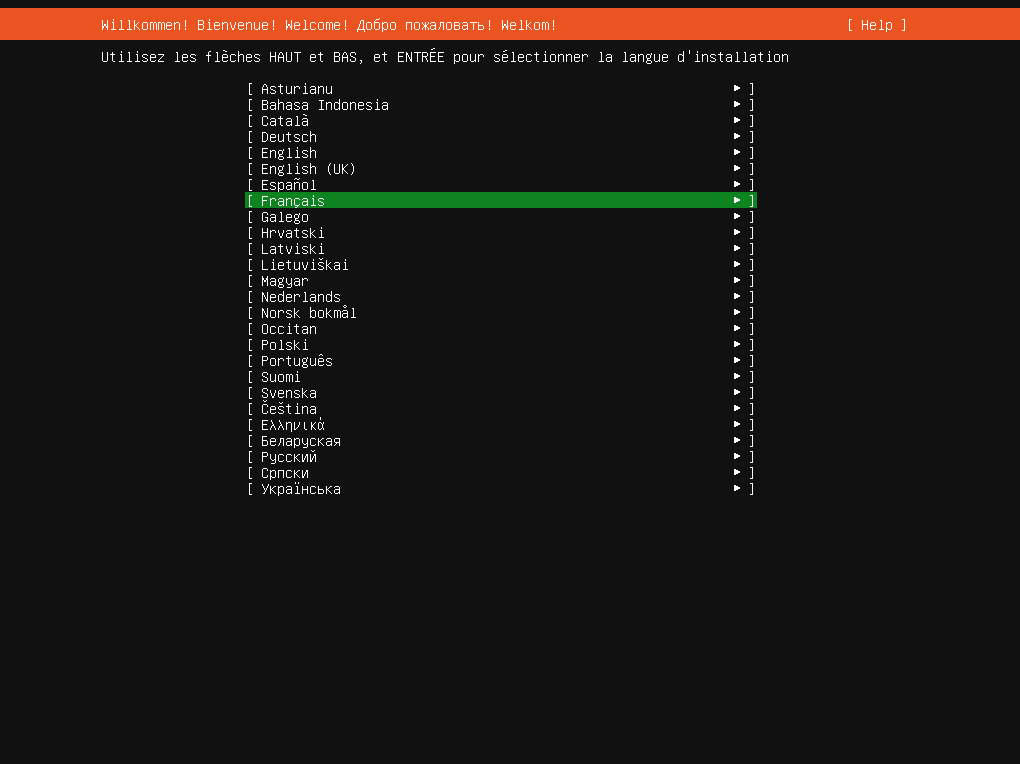 Willkommen! Bienvenue! Welcome! Добро пожаловать! Welkom! [ Help ]
Utilisez les flèches HAUT et BAS, et ENTRÉE pour sélectionner la langue d'installation
[ Asturianu ▸ ]
[ Bahasa Indonesia ▸ ]
[ Català ▸ ]
[ Deutsch ▸ ]
[ English ▸ ]
[ English (UK) ▸ ]
[ Español ▸ ]
[ Français ▸ ]
[ Galego ▸ ]
[ Hrvatski ▸ ]
[ Latviski ▸ ]
[ Lietuviškai ▸ ]
[ Magyar ▸ ]
[ Nederlands ▸ ]
[ Norsk bokmål ▸ ]
[ Occitan ▸ ]
[ Polski ▸ ]
[ Português ▸ ]
[ Suomi ▸ ]
[ Svenska ▸ ]
[ Čeština ▸ ]
[ Ελληνικά ▸ ]
[ Беларуская ▸ ]
[ Русский ▸ ]
[ Српски ▸ ]
[ Українська ▸ ]